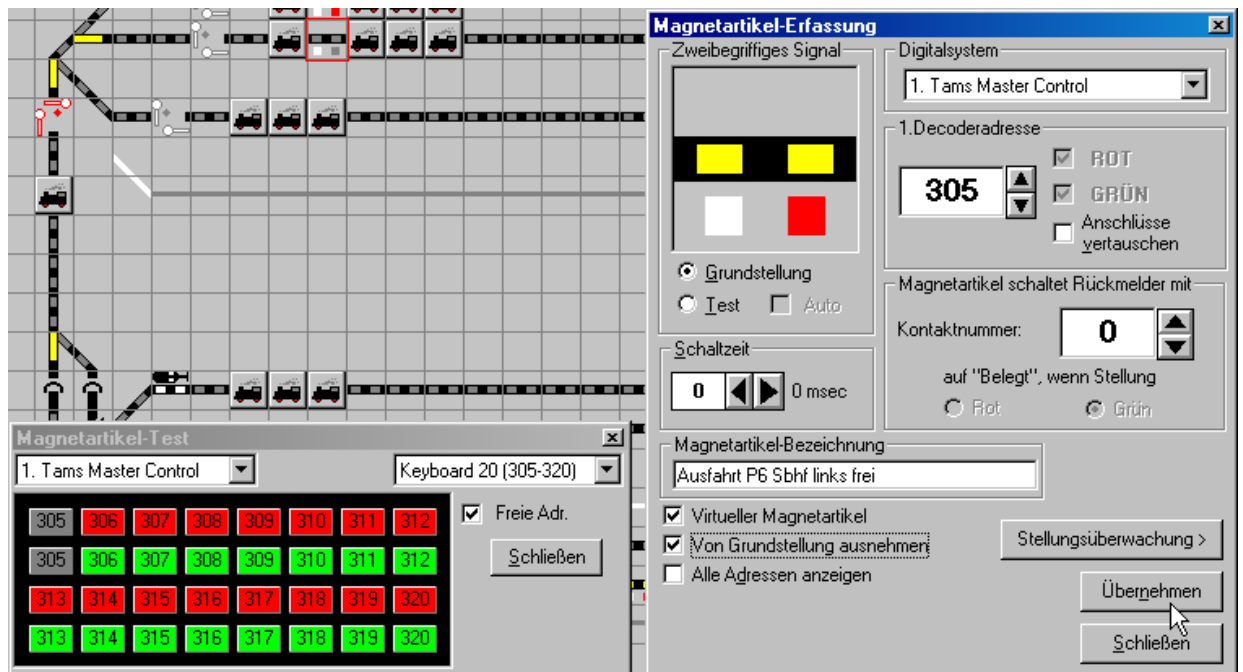 Magnetartikel-Erfassung
Zweibegriffiges Signal
Grundstellung
Test
Auto
Schaltzeit
0
0 msec
Digitalsystem
1. Tams Master Control
1.Decoderadresse
305
ROT
GRÜN
Anschlüsse
vertauschen
Magnetartikel schaltet Rückmelder mit
Kontaktnummer:
0
auf "Belegt", wenn Stellung
Rot
Grün
Magnetartikel-Bezeichnung
Ausfahrt P6 Sbhf links frei
Virtueller Magnetartikel
Von Grundstellung ausnehmen
Alle Adressen anzeigen
Stellungsüberwachung >
Übernehmen
Schließen
Magnetartikel-Test
1. Tams Master Control
Keyboard 20 (305-320)
305 306 307 308 309 310 311 312
305 306 307 308 309 310 311 312
313 314 315 316 317 318 319 320
313 314 315 316 317 318 319 320
Freie Adr.
Schließen